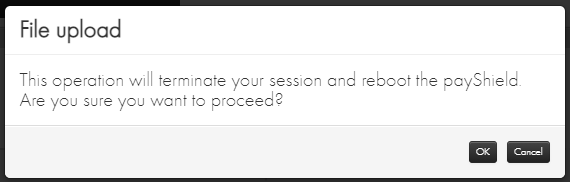 File upload
This operation will terminate your session and reboot the payShield.
Are you sure you want to proceed?
OK
Cancel